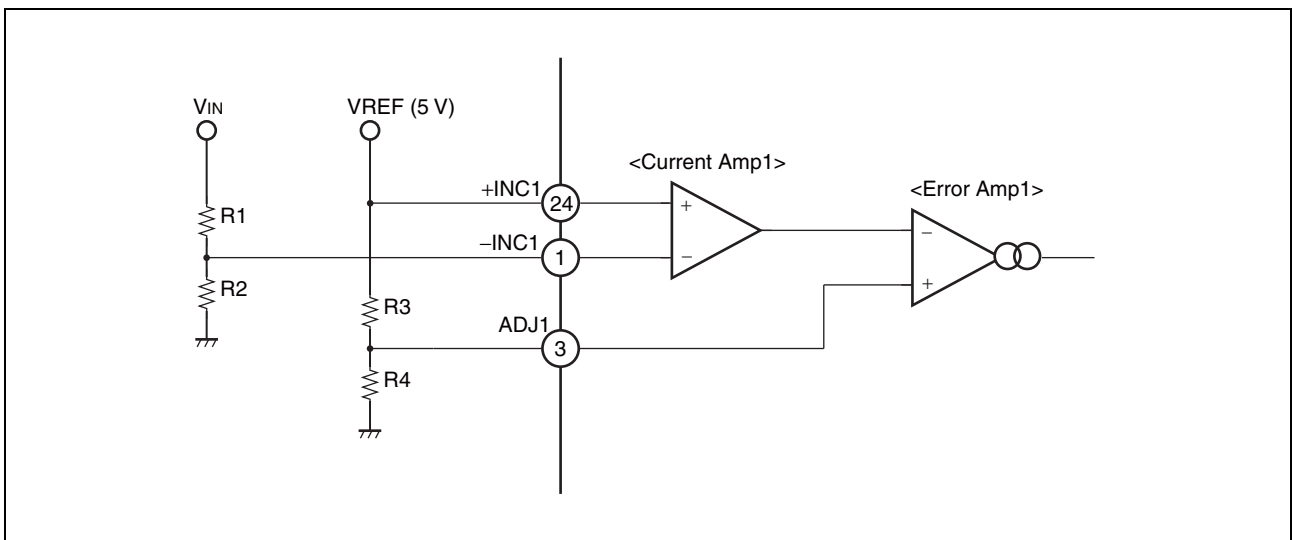 VIN
VREF (5 V)
<Current Amp1>
<Error Amp1>
+INC1
24
+
−
R1
−INC1
1
−
+
R2
R3
ADJ1
3
R4